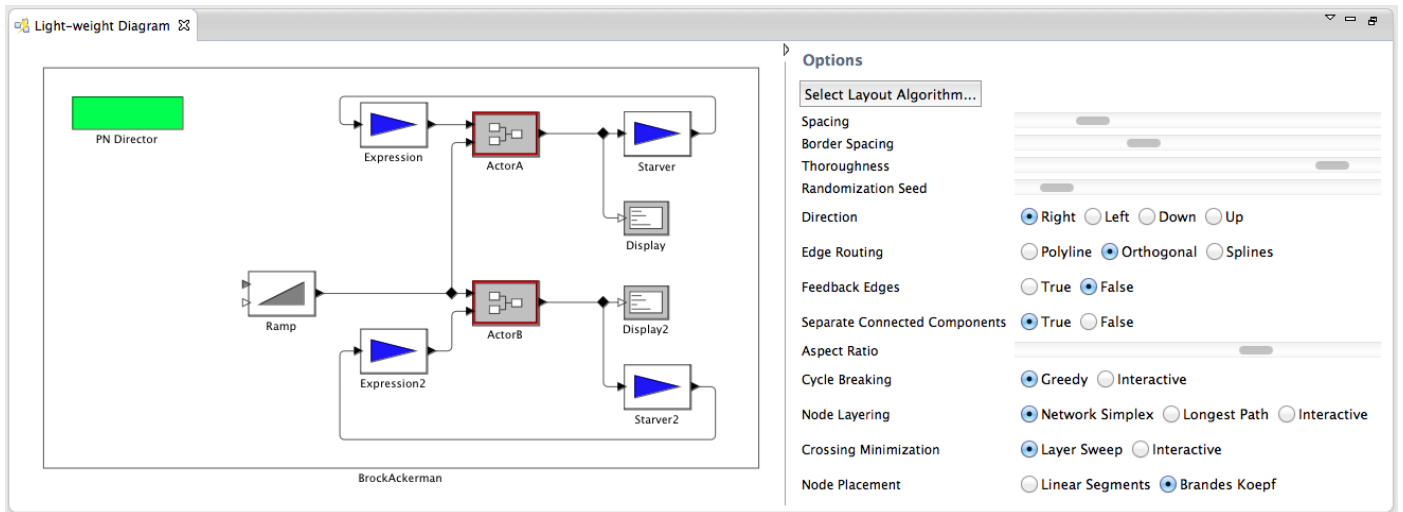 Light-weight Diagram
PN Director
Expression
ActorA
Starver
Display
Ramp
ActorB
Display2
Expression2
Starver2
BrockAckerman
Options
Select Layout Algorithm...
Spacing
Border Spacing
Thoroughness
Randomization Seed
Direction Right Left Down Up
Edge Routing Polyline Orthogonal Splines
Feedback Edges True False
Separate Connected Components True False
Aspect Ratio
Cycle Breaking Greedy Interactive
Node Layering Network Simplex Longest Path Interactive
Crossing Minimization Layer Sweep Interactive
Node Placement Linear Segments Brandes Koepf